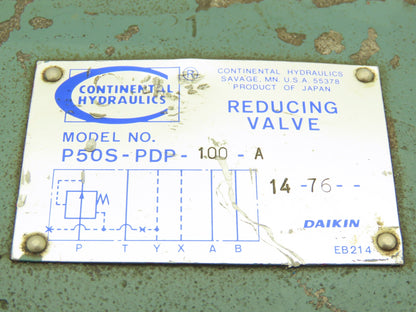 CONTINENTAL
HYDRAULICS
®
CONTINENTAL HYDRAULICS
SAVAGE, MN. U.S.A. 55378
PRODUCT OF JAPAN
REDUCING
VALVE
MODEL NO.
P50S-PDP-100-A
14-76--
P T Y X A B
DAIKIN
EB214